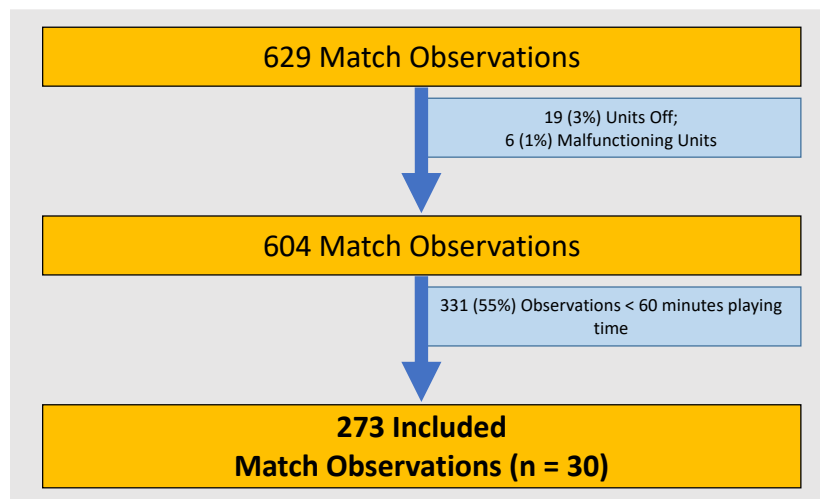 629 Match Observations
19 (3%) Units Off;
6 (1%) Malfunctioning Units
604 Match Observations
331 (55%) Observations < 60 minutes playing
time
273 Included
Match Observations (n = 30)